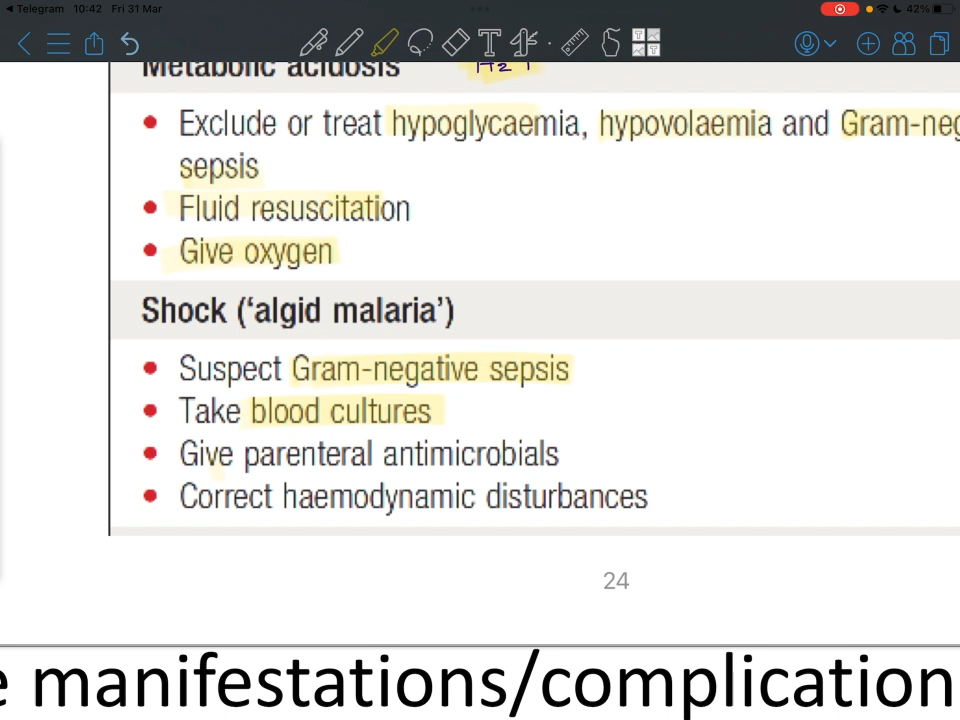 Telegram 10:42 Fri 31 Mar 42%
Metabolic acidosis H2
Exclude or treat hypoglycaemia, hypovolaemia and Gram-neg
sepsis
Fluid resuscitation
Give oxygen
Shock (‘algid malaria’)
Suspect Gram-negative sepsis
Take blood cultures
Give parenteral antimicrobials
Correct haemodynamic disturbances
24
e manifestations/complication